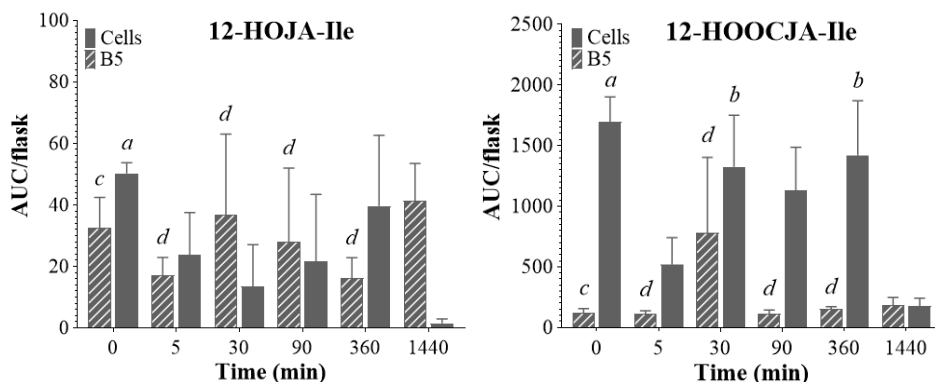 12-HOJA-Ile
Cells
B5
AUC/flask
100
80
60
40
20
0
c
a
d
d
d
d
0 5 30 90 360 1440
Time (min)
12-HOOCJA-Ile
Cells
B5
AUC/flask
2500
2000
1500
1000
500
0
c
a
d
d
b
d
d
b
0 5 30 90 360 1440
Time (min)